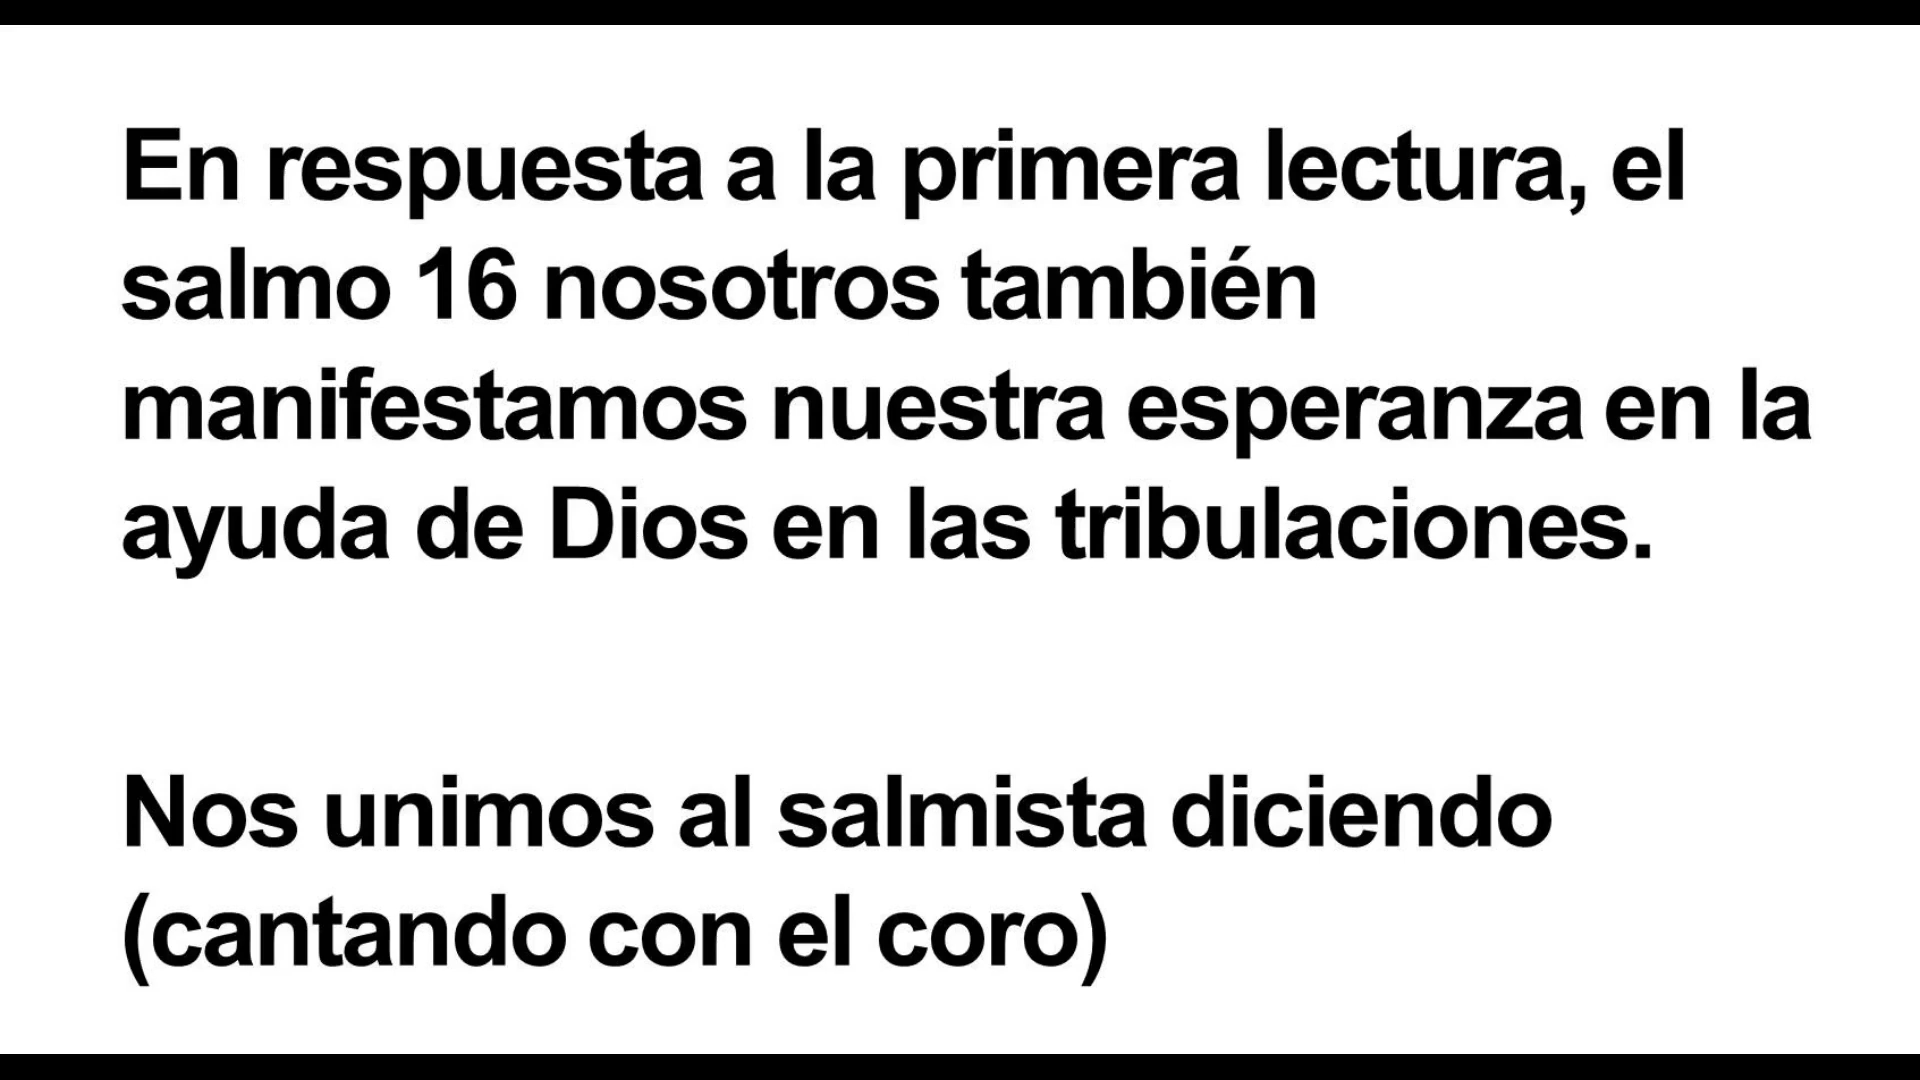 En respuesta a la primera lectura, el
salmo 16 nosotros también
manifestamos nuestra esperanza en la
ayuda de Dios en las tribulaciones.
Nos unimos al salmista diciendo
(cantando con el coro)